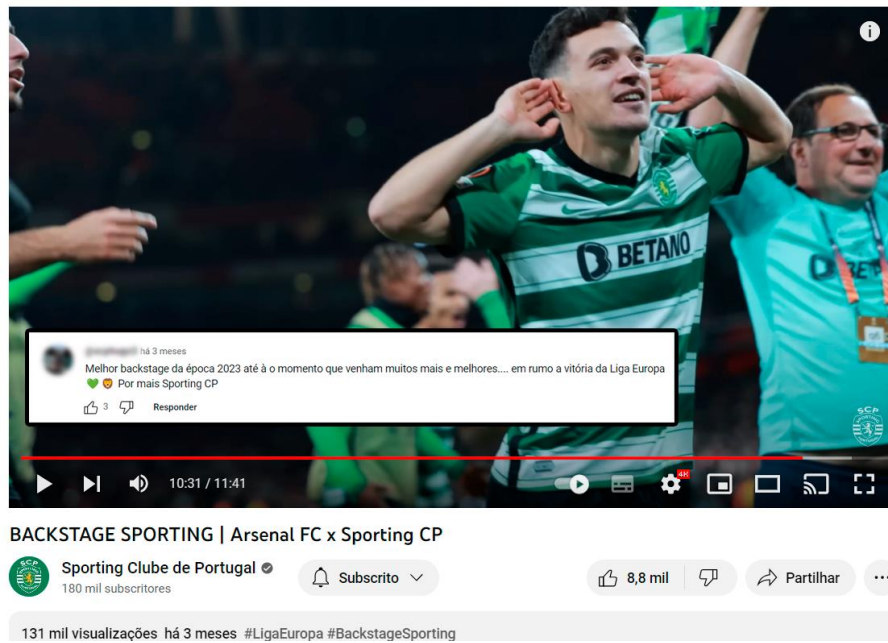 BETANO
BET
há 3 meses
Melhor backstage da época 2023 até à o momento que venham muitos mais e melhores.... em rumo a vitória da Liga Europa
💚 🦁 Por mais Sporting CP
3 Responder
SCP
10:31 / 11:41
4K
BACKSTAGE SPORTING | Arsenal FC x Sporting CP
SCP
Sporting Clube de Portugal
180 mil subscritores
Subscrito
8,8 mil
Partilhar
131 mil visualizações há 3 meses #LigaEuropa #BackstageSporting